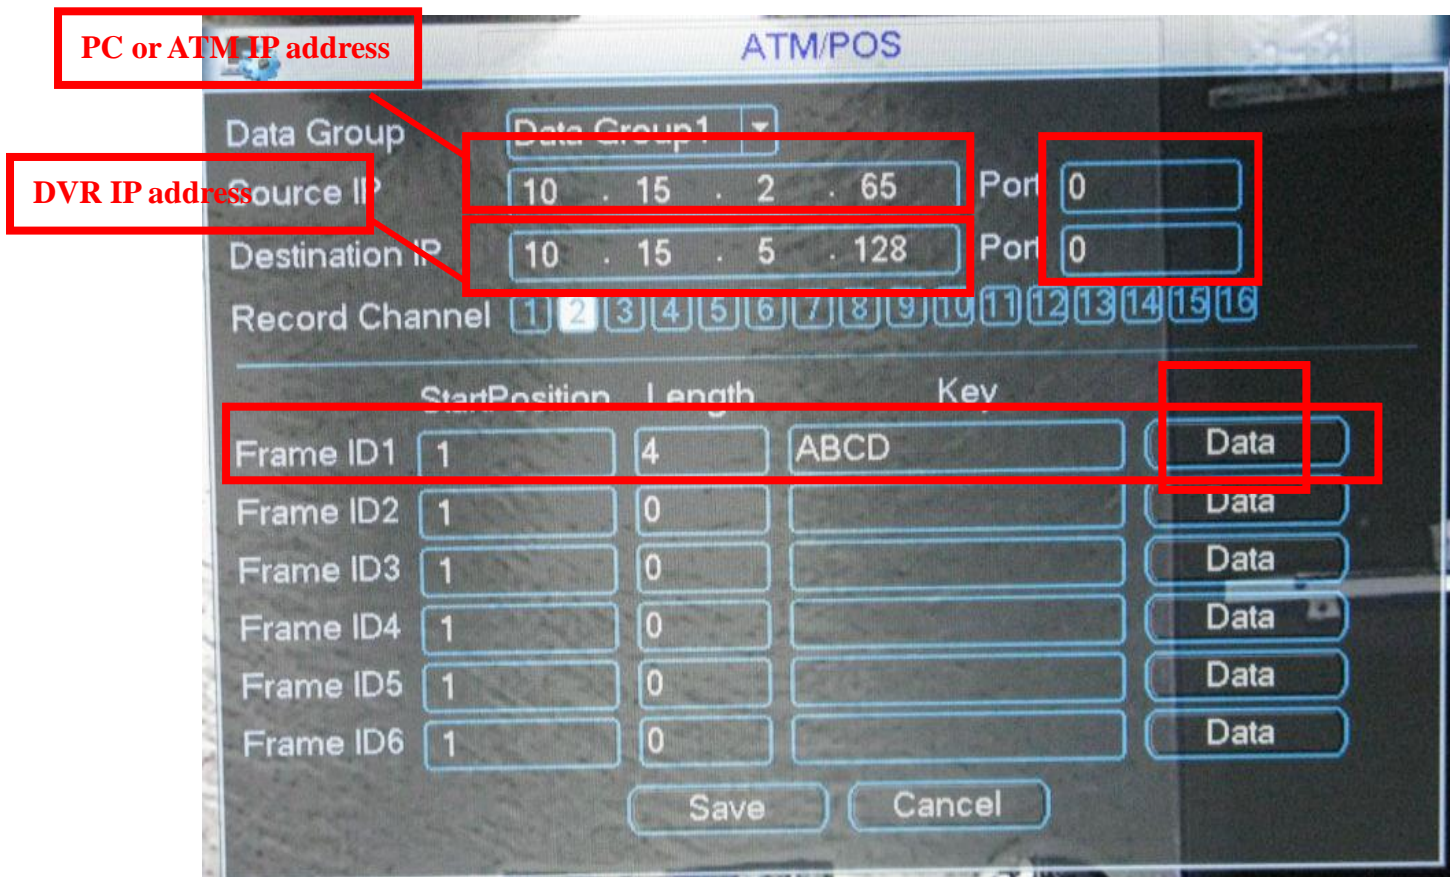 PC or ATM IP address
ATM/POS
Data Group Data Group1
DVR IP address
Source IP 10 . 15 . 2 . 65 Port 0
Destination IP 10 . 15 . 5 . 128 Port 0
Record Channel 1 2 3 4 5 6 7 8 9 10 11 12 13 14 15 16
StartPosition Length Key
Frame ID1 1 4 ABCD Data
Frame ID2 1 0 Data
Frame ID3 1 0 Data
Frame ID4 1 0 Data
Frame ID5 1 0 Data
Frame ID6 1 0 Data
Save Cancel